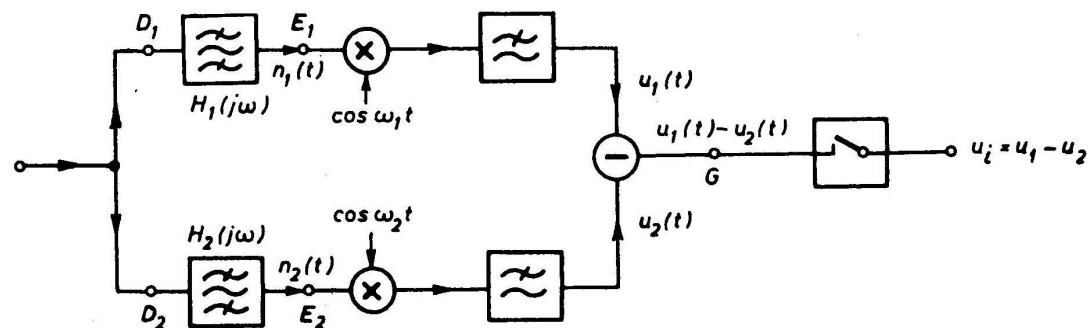 D₁
E₁
n₁(t)
H₁(jω)
cos ω₁t
u₁(t)
u₁(t)–u₂(t)
G
uᵢ = u₁ – u₂
u₂(t)
cos ω₂t
H₂(jω)
n₂(t)
D₂
E₂